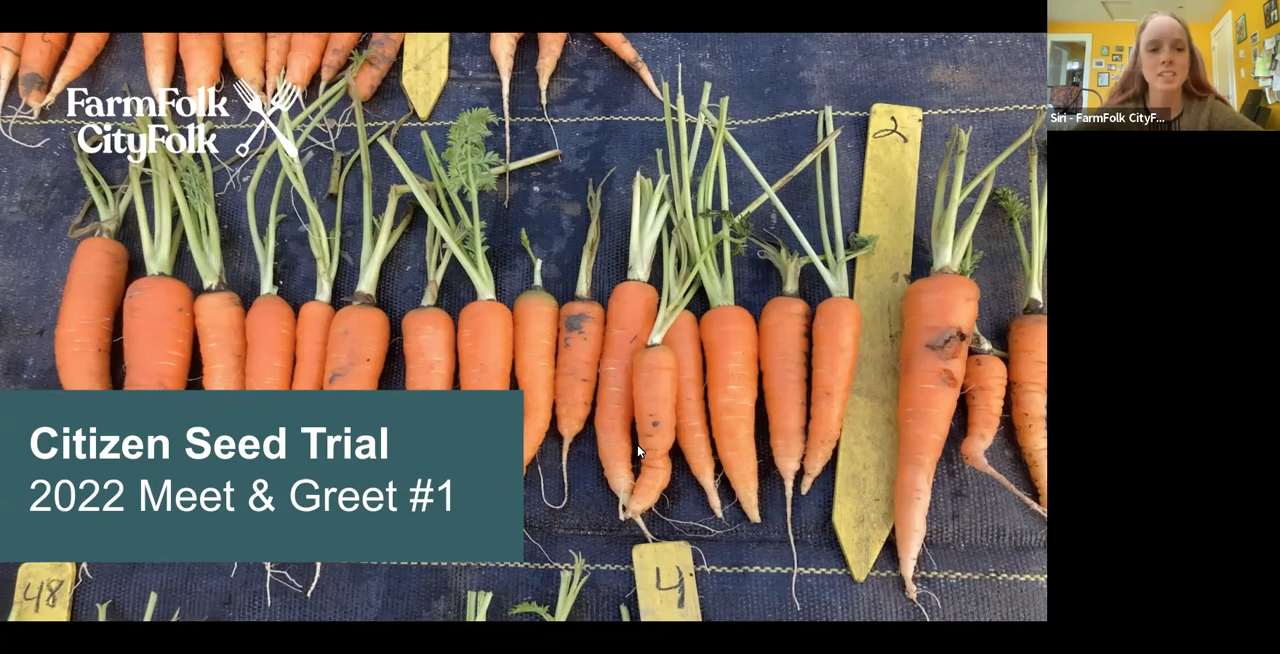 FarmFolk
CityFolk
Siri - FarmFolk CityF...
2
Citizen Seed Trial
2022 Meet & Greet #1
48
4